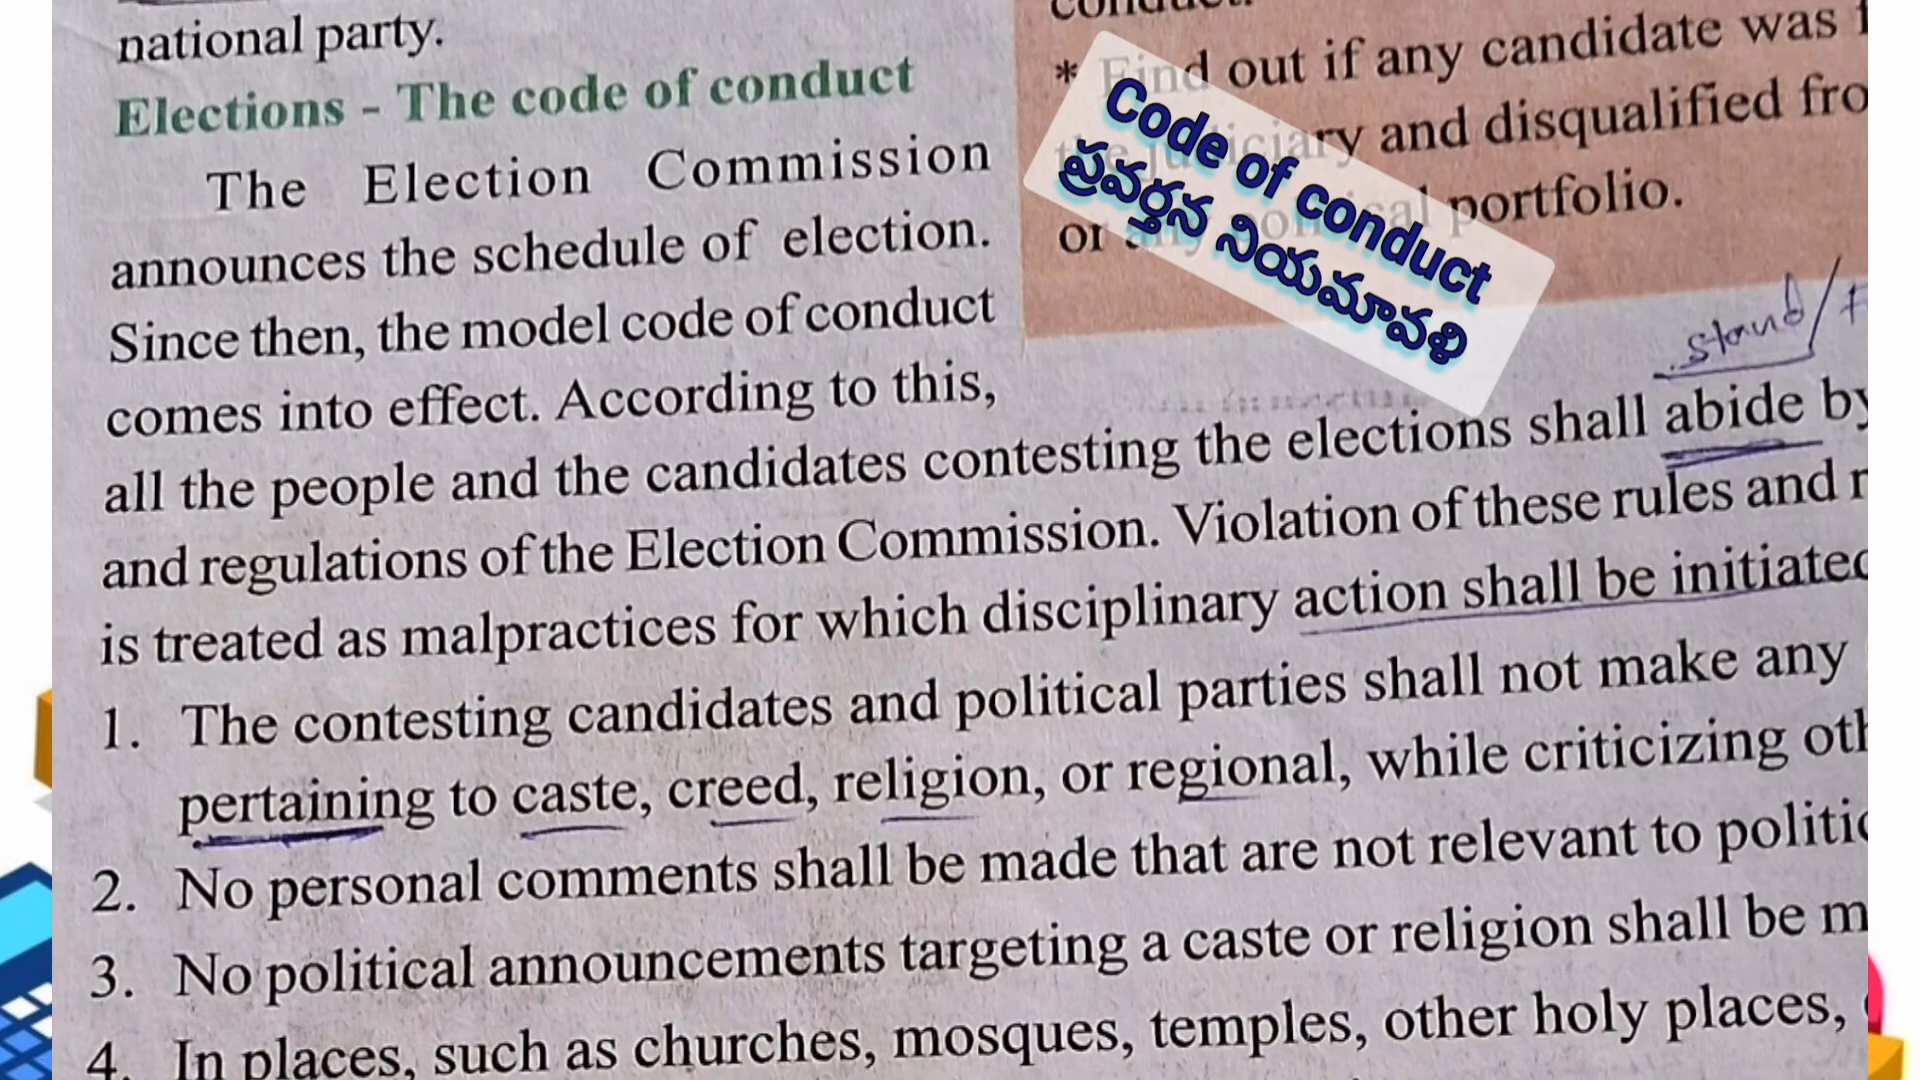 national party.
Elections - The code of conduct
The Election Commission
announces the schedule of election.
Since then, the model code of conduct
comes into effect. According to this,
all the people and the candidates contesting the elections shall abide by
and regulations of the Election Commission. Violation of these rules and
is treated as malpractices for which disciplinary action shall be initiated
1. The contesting candidates and political parties shall not make any
pertaining to caste, creed, religion, or regional, while criticizing
2. No personal comments shall be made that are not relevant to
3. No political announcements targeting a caste or religion shall be
4. In places, such as churches, mosques, temples, other holy places,
conduct.
* Find out if any candidate was
judiciary and disqualified
or any political portfolio.
Code of conduct
ప్రవర్తన నియమావళి
stand/